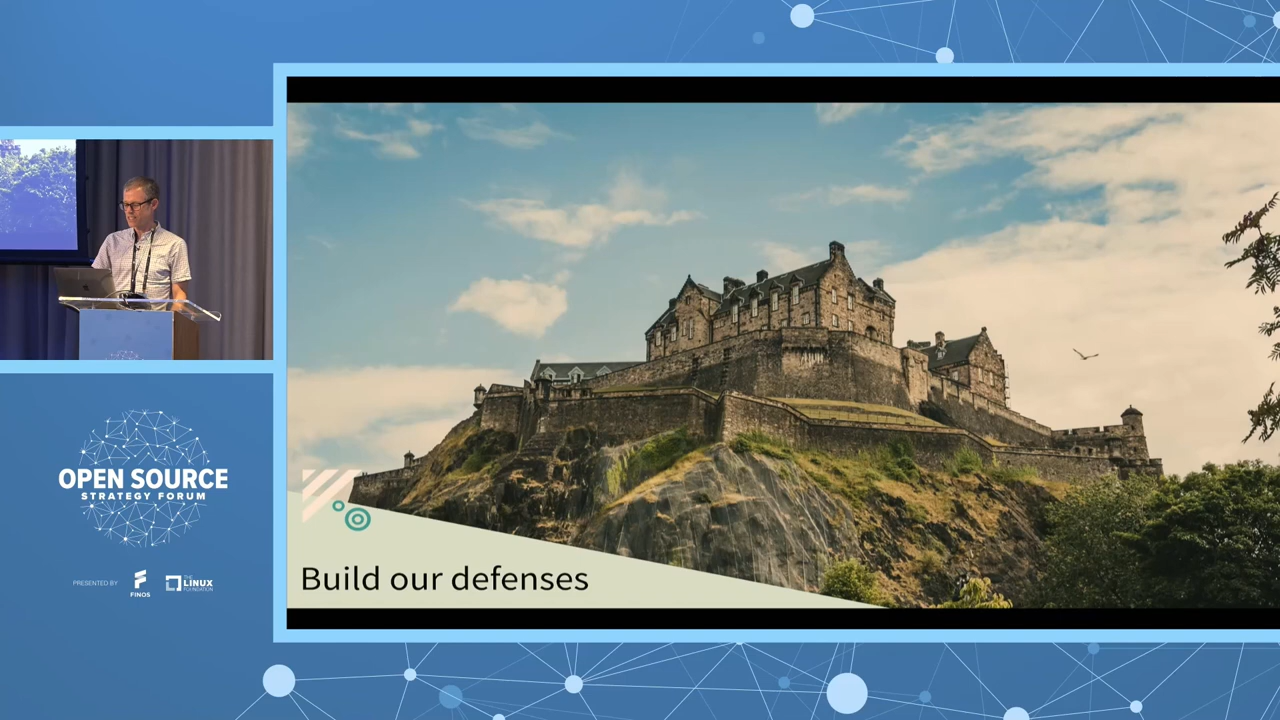 OPEN SOURCE
STRATEGY FORUM
PRESENTED BY
FINOS
THE
LINUX
FOUNDATION
Build our defenses